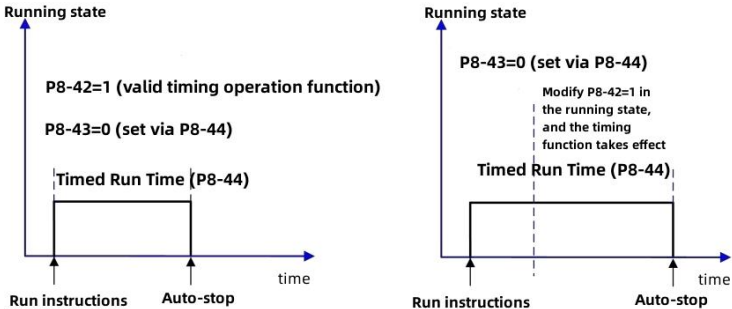 Running state
P8-42=1 (valid timing operation function)
P8-43=0 (set via P8-44)
Timed Run Time (P8-44)
time
Run instructions
Auto-stop
Running state
P8-43=0 (set via P8-44)
Modify P8-42=1 in
the running state,
and the timing
function takes effect
Timed Run Time (P8-44)
time
Run instructions
Auto-stop